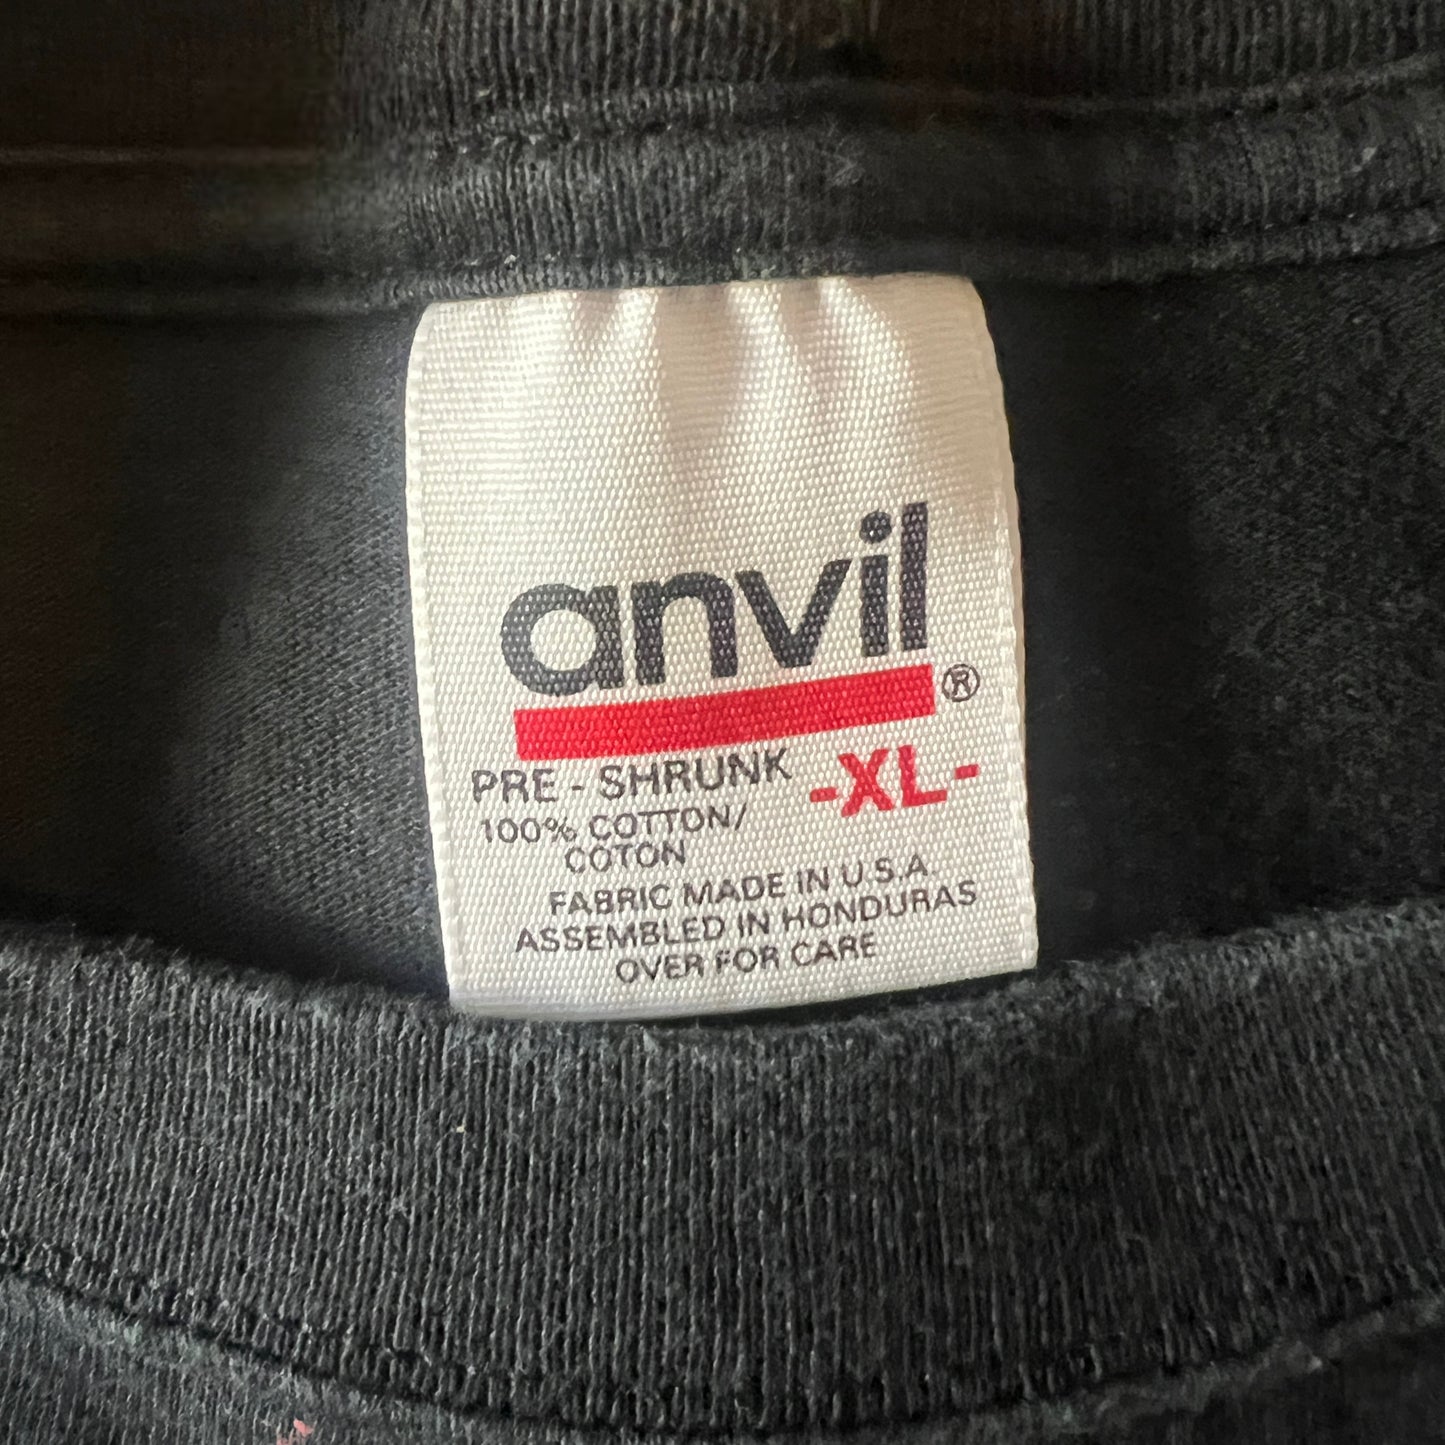 anvil®
PRE - SHRUNK -XL-
100% COTTON/
COTON
FABRIC MADE IN U.S.A.
ASSEMBLED IN HONDURAS
OVER FOR CARE